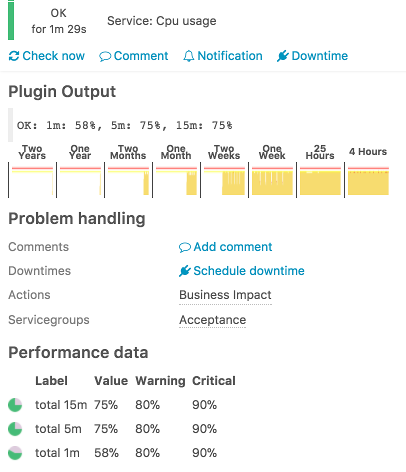 OK
for 1m 29s
Service: Cpu usage
Check now Comment Notification Downtime
Plugin Output
OK: 1m: 58%, 5m: 75%, 15m: 75%
Two Years One Year Two Months One Month Two Weeks One Week 25 Hours 4 Hours
Problem handling
Comments Add comment
Downtimes Schedule downtime
Actions Business Impact
Servicegroups Acceptance
Performance data
Label Value Warning Critical
total 15m 75% 80% 90%
total 5m 75% 80% 90%
total 1m 58% 80% 90%